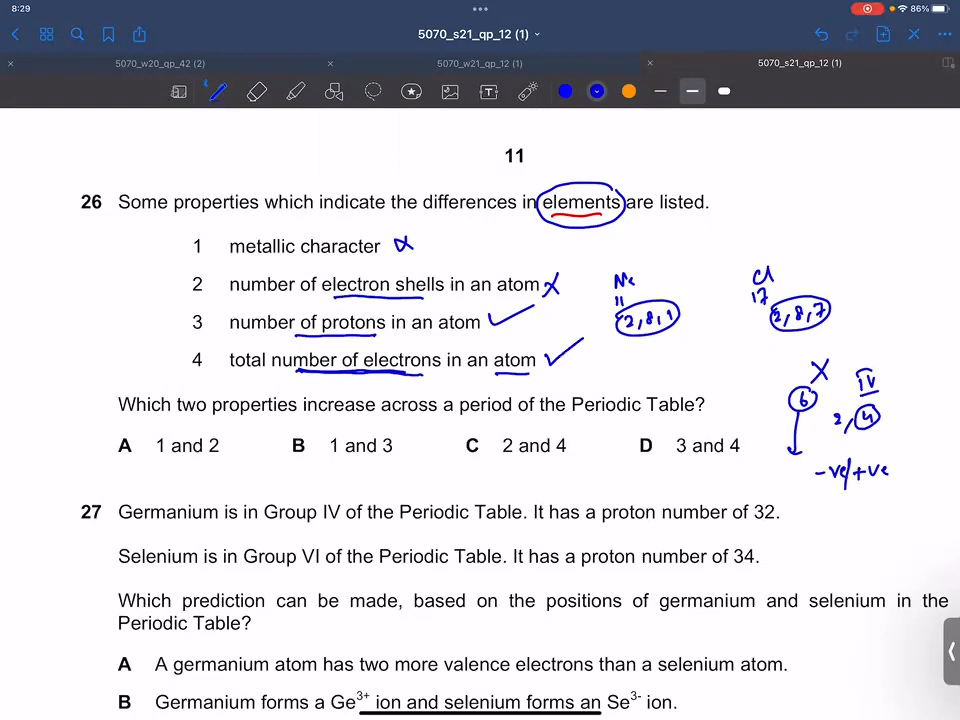 8:29
86%
5070_s21_qp_12 (1)
5070_w20_qp_42 (2)
5070_w21_qp_12 (1)
5070_s21_qp_12 (1)
11
26 Some properties which indicate the differences in elements are listed.
1 metallic character
2 number of electron shells in an atom
3 number of protons in an atom
4 total number of electrons in an atom
Cl
11
17
2, 8, 1
2, 8, 7
X
IV
6
2, 4
-ve/+ve
Which two properties increase across a period of the Periodic Table?
A 1 and 2 B 1 and 3 C 2 and 4 D 3 and 4
27 Germanium is in Group IV of the Periodic Table. It has a proton number of 32.
Selenium is in Group VI of the Periodic Table. It has a proton number of 34.
Which prediction can be made, based on the positions of germanium and selenium in the
Periodic Table?
A A germanium atom has two more valence electrons than a selenium atom.
B Germanium forms a Ge³⁺ ion and selenium forms an Se³⁻ ion.